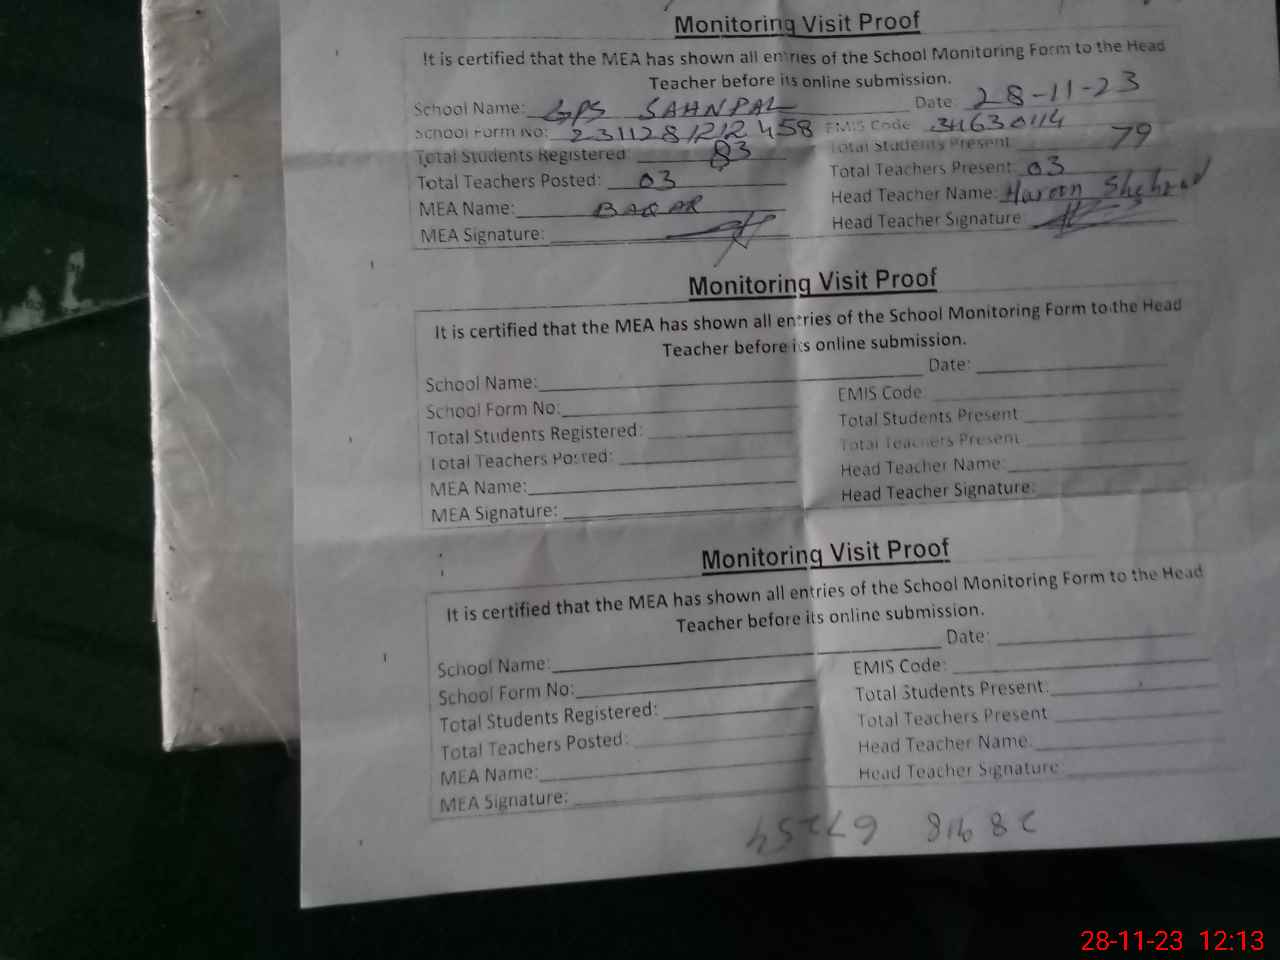 Monitoring Visit Proof
It is certified that the MEA has shown all entries of the School Monitoring Form to the Head
Teacher before its online submission.
School Name: GPS SAHNPAL Date: 28-11-23
School Form No: 2311281212458 EMIS Code 34630114
Total Students Registered: 83 Total Students Present 79
Total Teachers Posted: 03 Total Teachers Present 03
MEA Name: BAQAR Head Teacher Name: Haroon Shehzad
MEA Signature: Head Teacher Signature:
Monitoring Visit Proof
It is certified that the MEA has shown all entries of the School Monitoring Form to the Head
Teacher before its online submission.
School Name: Date:
School Form No: EMIS Code
Total Students Registered: Total Students Present
Total Teachers Posted: Total Teachers Present
MEA Name: Head Teacher Name:
MEA Signature: Head Teacher Signature:
Monitoring Visit Proof
It is certified that the MEA has shown all entries of the School Monitoring Form to the Head
Teacher before its online submission.
School Name: Date:
School Form No: EMIS Code:
Total Students Registered: Total Students Present:
Total Teachers Posted: Total Teachers Present
MEA Name: Head Teacher Name:
MEA Signature: Head Teacher Signature:
28-11-23 12:13